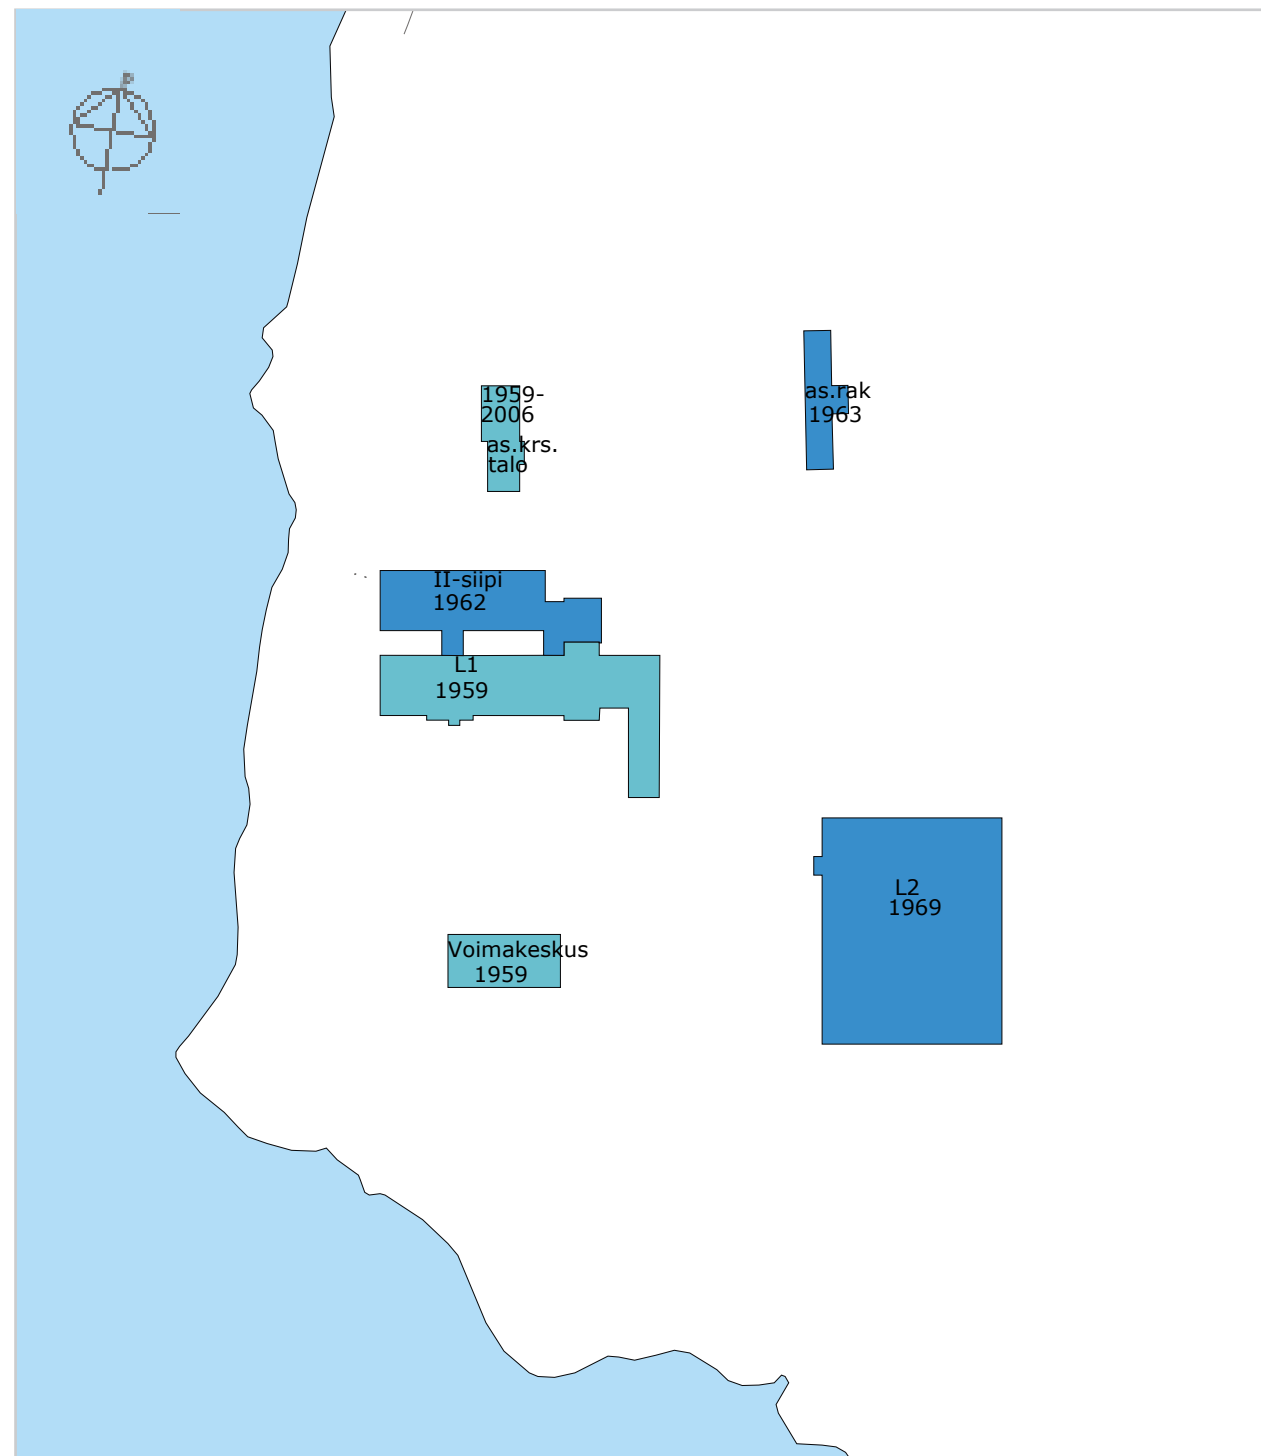 1959-
2006
as.krs.
talo
as.rak
1963
II-siipi
1962
L1
1959
L2
1969
Voimakeskus
1959